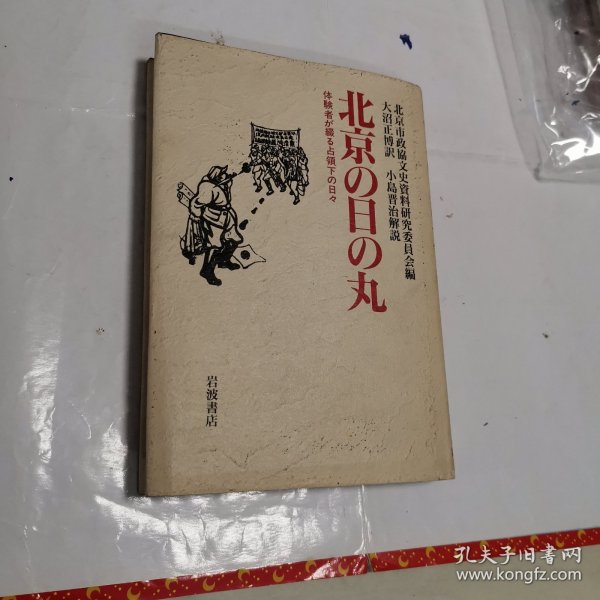 北京市政協文史資料研究委員会編
大沼正博訳 小島晋治解説
北京の日の丸
体験者が綴る占領下の日々
岩波書店
孔夫子旧书网
www.kongfz.com